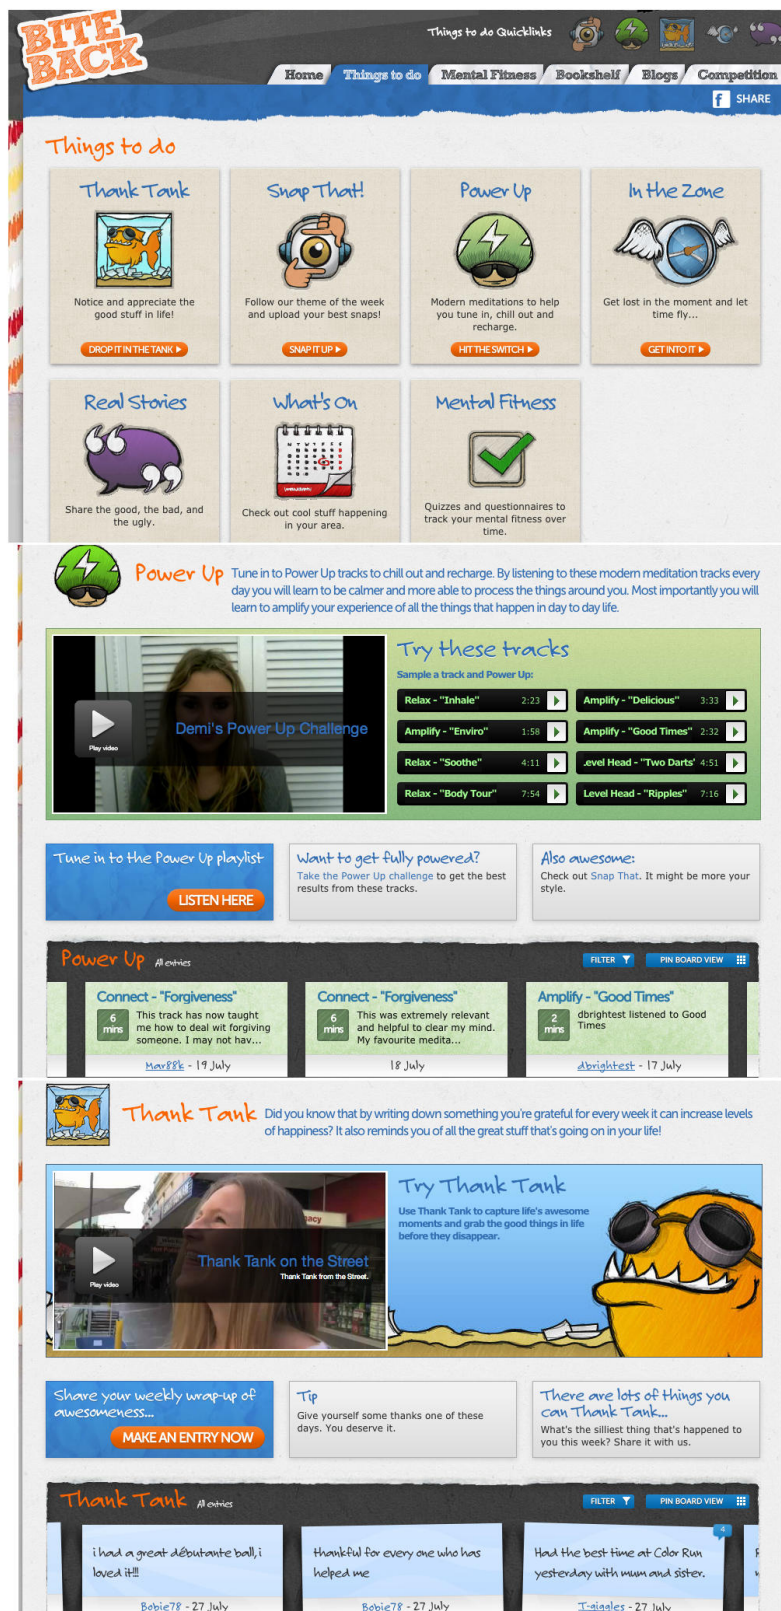 BITE
BACK
Things to do Quicklinks
Home
Things to do
Mental Fitness
Bookshelf
Blogs
Competition
f SHARE
Things to do
Thank Tank
Notice and appreciate the
good stuff in life!
DROP IT IN THE TANK
Snap That!
Follow our theme of the week
and upload your best snaps!
SNAP IT UP
Power Up
Modern meditations to help
you tune in, chill out and
recharge.
HIT THE SWITCH
In the Zone
Get lost in the moment and let
time fly...
GET INTO IT
Real Stories
Share the good, the bad, and
the ugly.
What's On
Check out cool stuff happening
in your area.
Mental Fitness
Quizzes and questionnaires to
track your mental fitness over
time.
Power Up
Tune in to Power Up tracks to chill out and recharge. By listening to these modern meditation tracks every
day you will learn to be calmer and more able to process the things around you. Most importantly you will
learn to amplify your experience of all the things that happen in day to day life.
Play video
Demi's Power Up Challenge
Try these tracks
Sample a track and Power Up:
Relax - "Inhale" 2:23
Amplify - "Delicious" 3:33
Amplify - "Enviro" 1:58
Amplify - "Good Times" 2:32
Relax - "Soothe" 4:11
evel Head - "Two Darts' 4:51
Relax - "Body Tour" 7:54
Level Head - "Ripples" 7:16
Tune in to the Power Up playlist
LISTEN HERE
Want to get fully powered?
Take the Power Up challenge to get the best
results from these tracks.
Also awesome:
Check out Snap That. It might be more your
style.
Power Up All entries
FILTER
PIN BOARD VIEW
Connect - "Forgiveness"
6
mins
This track has now taught
me how to deal wit forgiving
someone. I may not hav...
Mar88k - 19 July
Connect - "Forgiveness"
6
mins
This was extremely relevant
and helpful to clear my mind.
My favourite medita...
18 July
Amplify - "Good Times"
2
mins
dbrightest listened to Good
Times
dbrightest - 17 July
Thank Tank
Did you know that by writing down something you're grateful for every week it can increase levels
of happiness? It also reminds you of all the great stuff that's going on in your life!
Play video
Thank Tank on the Street
Thank Tank from the Street.
Try Thank Tank
Use Thank Tank to capture life's awesome
moments and grab the good things in life
before they disappear.
Share your weekly wrap-up of
awesomeness...
MAKE AN ENTRY NOW
Tip
Give yourself some thanks one of these
days. You deserve it.
There are lots of things you
can Thank Tank...
What's the silliest thing that's happened to
you this week? Share it with us.
Thank Tank All entries
FILTER
PIN BOARD VIEW
i had a great débutante ball, i
loved it!!!
Bobie78 - 27 July
thankful for every one who has
helped me
Bobie78 - 27 July
4
Had the best time at Color Run
yesterday with mum and sister.
T-giggles - 27 July